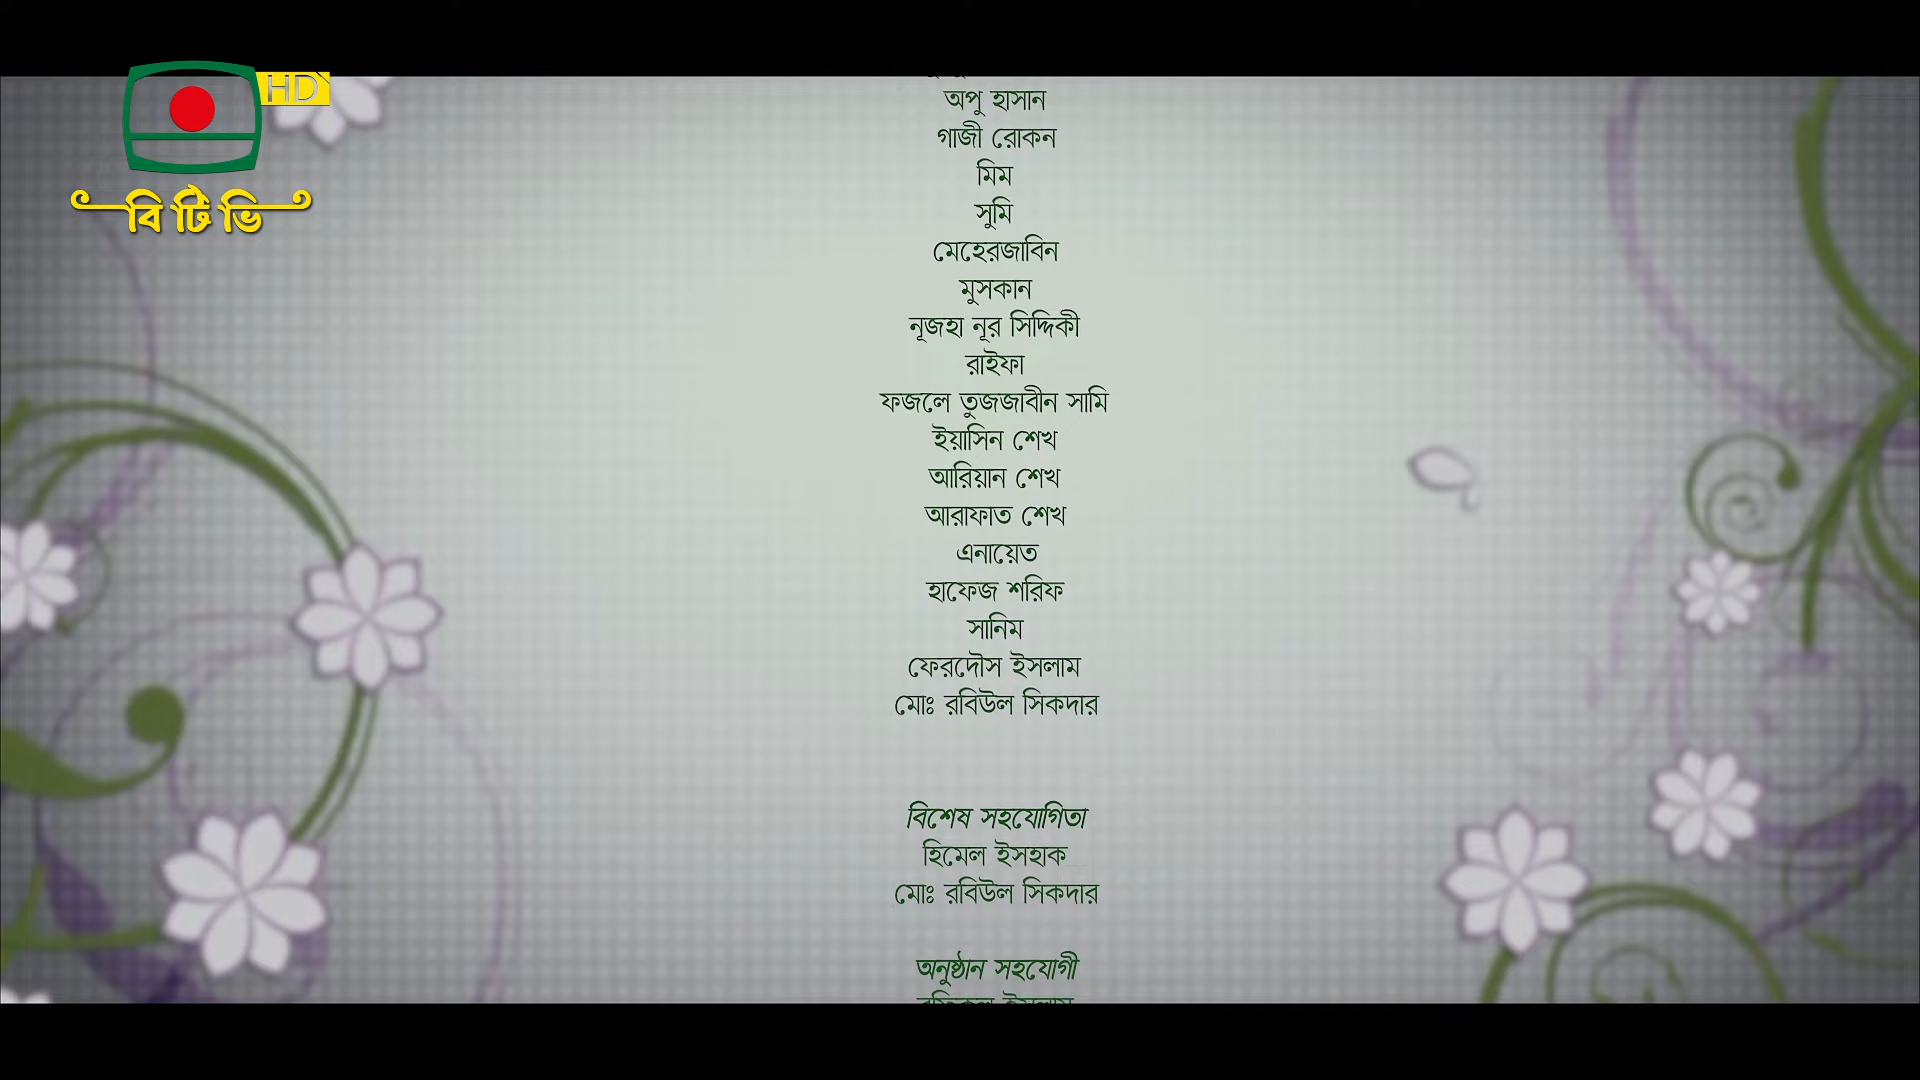 HD
বিটিভি
অপু হাসান
গাজী রোকন
মিম
সুমি
মেহেরজাবিন
মুসকান
নূজহা নূর সিদ্দিকী
রাইফা
ফজলে তুজজাবীন সামি
ইয়াসিন শেখ
আরিয়ান শেখ
আরাফাত শেখ
এনায়েত
হাফেজ শরিফ
সানিম
ফেরদৌস ইসলাম
মোঃ রবিউল সিকদার
বিশেষ সহযোগিতা
হিমেল ইসহাক
মোঃ রবিউল সিকদার
অনুষ্ঠান সহযোগী